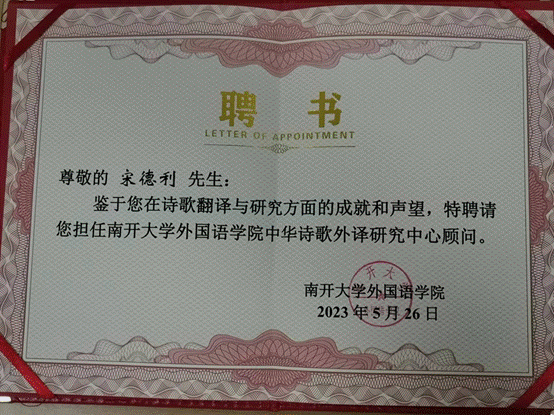 聘 书
LETTER OF APPOINTMENT
尊敬的 宋德利 先生：
鉴于您在诗歌翻译与研究方面的成就和声望，特聘请
您担任南开大学外国语学院中华诗歌外译研究中心顾问。
南开大学外国语学院
2023 年 5 月 26 日